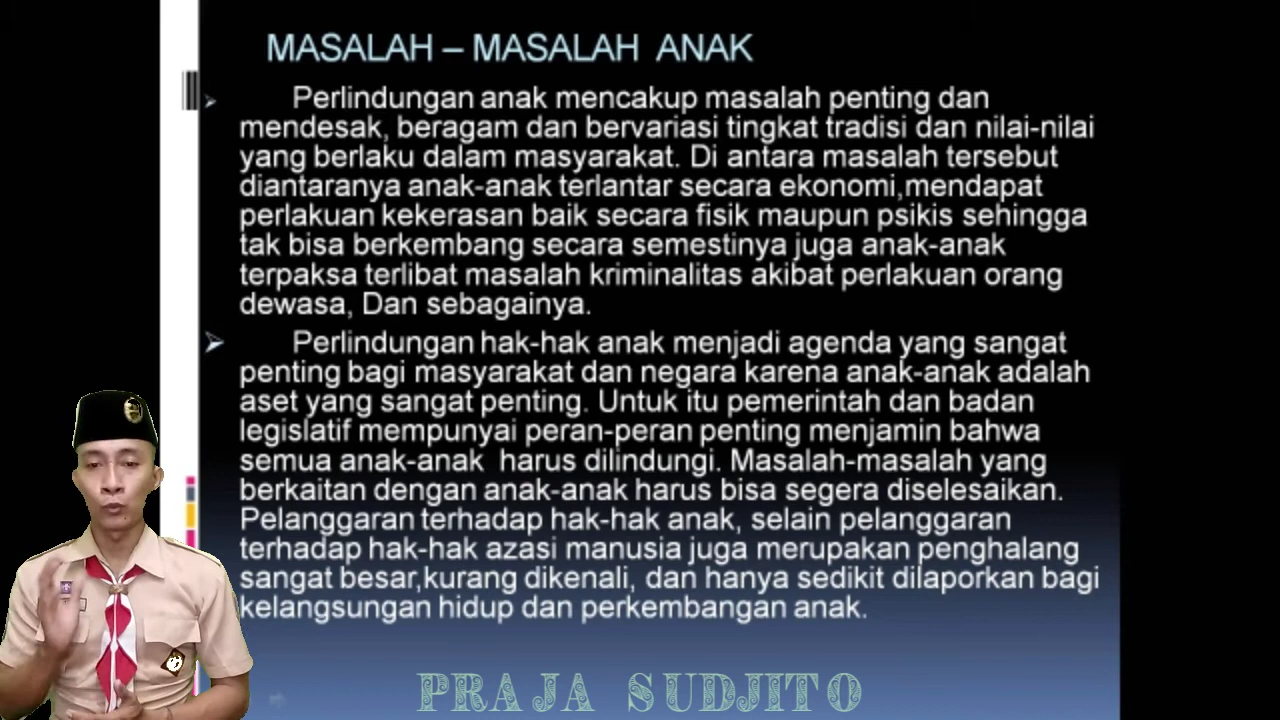 MASALAH – MASALAH ANAK
Perlindungan anak mencakup masalah penting dan
mendesak, beragam dan bervariasi tingkat tradisi dan nilai-nilai
yang berlaku dalam masyarakat. Di antara masalah tersebut
diantaranya anak-anak terlantar secara ekonomi,mendapat
perlakuan kekerasan baik secara fisik maupun psikis sehingga
tak bisa berkembang secara semestinya juga anak-anak
terpaksa terlibat masalah kriminalitas akibat perlakuan orang
dewasa, Dan sebagainya.
Perlindungan hak-hak anak menjadi agenda yang sangat
penting bagi masyarakat dan negara karena anak-anak adalah
aset yang sangat penting. Untuk itu pemerintah dan badan
legislatif mempunyai peran-peran penting menjamin bahwa
semua anak-anak harus dilindungi. Masalah-masalah yang
berkaitan dengan anak-anak harus bisa segera diselesaikan.
Pelanggaran terhadap hak-hak anak, selain pelanggaran
terhadap hak-hak azasi manusia juga merupakan penghalang
sangat besar,kurang dikenali, dan hanya sedikit dilaporkan bagi
kelangsungan hidup dan perkembangan anak.
PRAJA SUDJITO